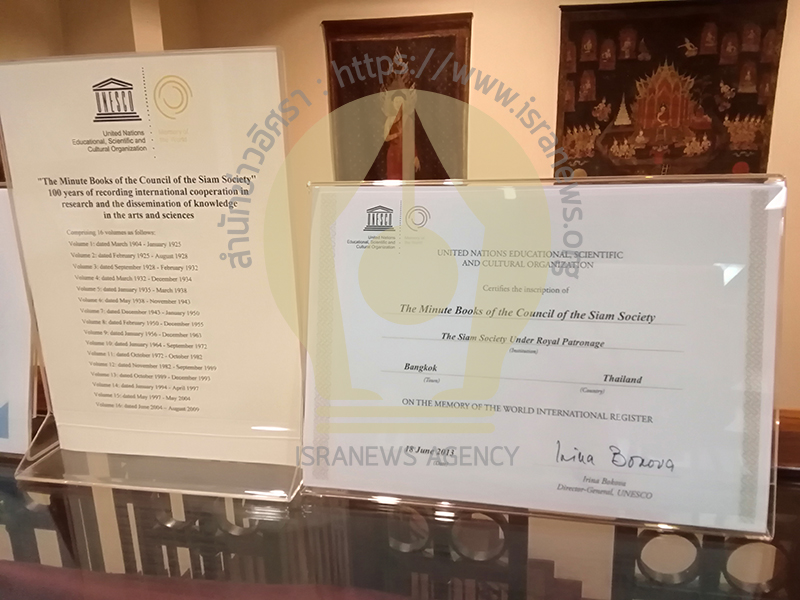 UNESCO
United Nations
Educational, Scientific and
Cultural Organization
"The Minute Books of the Council of the Siam Society"
100 years of recording international cooperation in
research and the dissemination of knowledge
in the arts and sciences
Comprising 16 volumes as follows:
Volume 1: dated March 1904 - January 1925
Volume 2: dated February 1925 - August 1928
Volume 3: dated September 1928 - February 1932
Volume 4: dated March 1932 - December 1934
Volume 5: dated January 1935 - March 1938
Volume 6: dated May 1938 - November 1943
Volume 7: dated December 1943 - January 1950
Volume 8: dated February 1950 - December 1955
Volume 9: dated January 1956 - December 1963
Volume 10: dated January 1964 - September 1972
Volume 11: dated October 1972 - October 1982
Volume 12: dated November 1982 - September 1989
Volume 13: dated October 1989 - December 1993
Volume 14: dated January 1994 - April 1997
Volume 15: dated May 1997 - May 2004
Volume 16: dated June 2004 - August 2009
UNESCO
United Nations
Educational, Scientific and
Cultural Organization
UNITED NATIONS EDUCATIONAL, SCIENTIFIC
AND CULTURAL ORGANIZATION
Certifies the inscription of
The Minute Books of the Council of the Siam Society
The Siam Society Under Royal Patronage
(Institution)
Bangkok
(Town)
Thailand
(Country)
ON THE MEMORY OF THE WORLD INTERNATIONAL REGISTER
18 June 2013
Irina Bokova
Irina Bokova
Director-General, UNESCO
สำนักข่าวอิศรา : https://www.isranews.org
ISRANEWS AGENCY